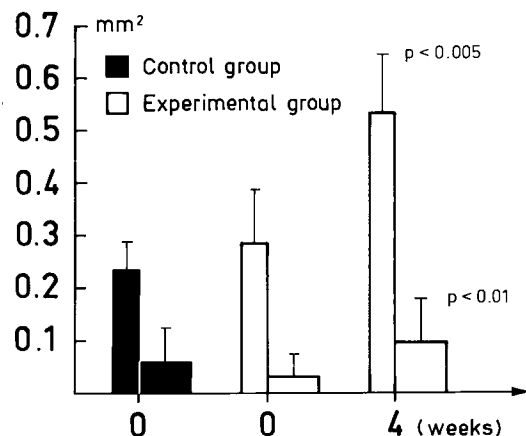 0.7 mm²
0.6
0.5
0.4
0.3
0.2
0.1
Control group
Experimental group
p < 0.005
p < 0.01
0 0 4 (weeks)